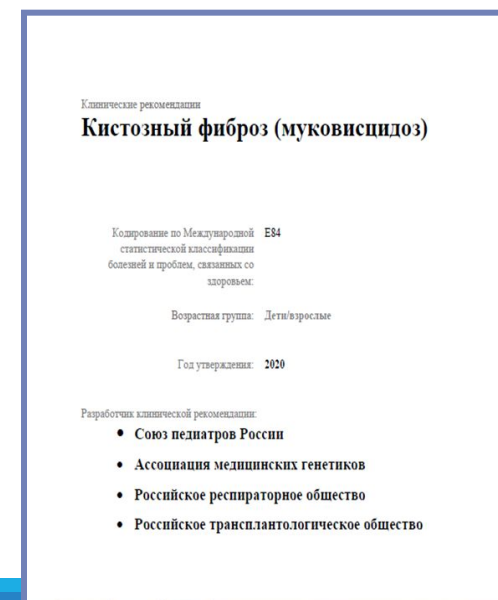 Клинические рекомендации
Кистозный фиброз (муковисцидоз)
Кодирование по Международной E84
статистической классификации
болезней и проблем, связанных со
здоровьем:
Возрастная группа: Дети/взрослые
Год утверждения: 2020
Разработчик клинической рекомендации:
• Союз педиатров России
• Ассоциация медицинских генетиков
• Российское респираторное общество
• Российское трансплантологическое общество